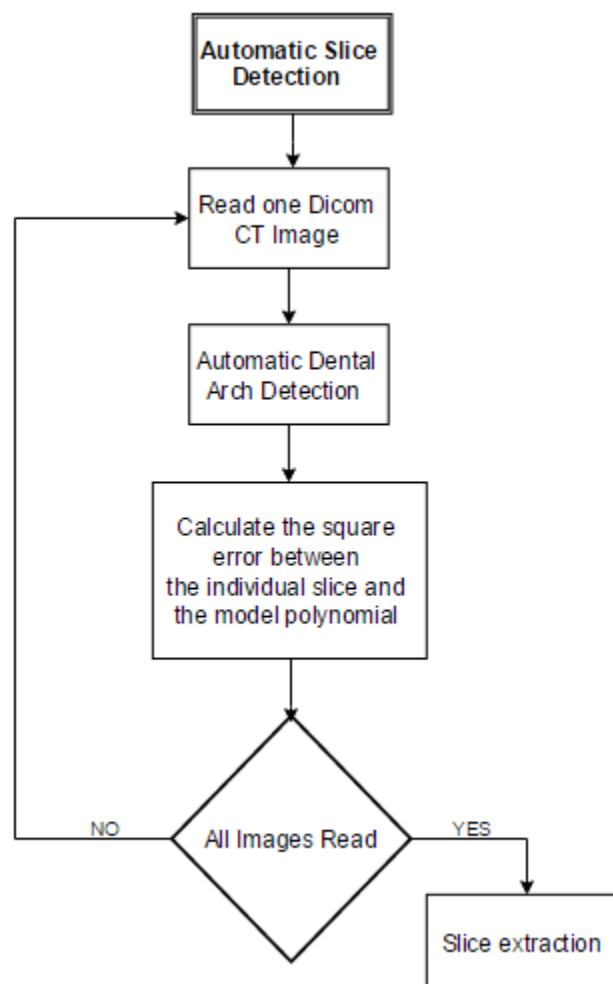 Automatic Slice
Detection
Read one Dicom
CT Image
Automatic Dental
Arch Detection
Calculate the square
error between
the individual slice and
the model polynomial
All Images Read
NO
YES
Slice extraction